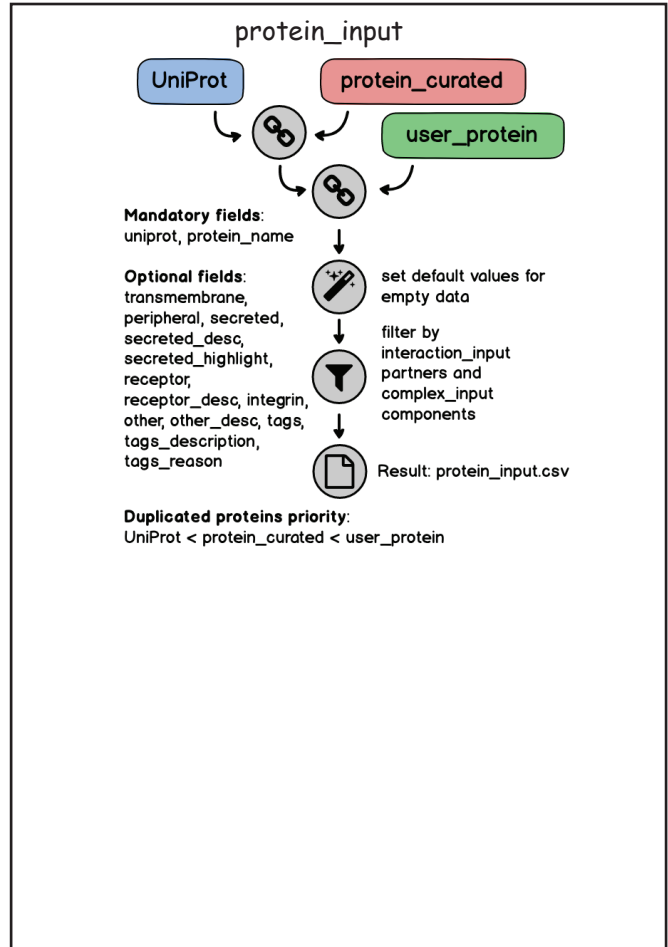 protein_input
UniProt
protein_curated
user_protein
Mandatory fields:
uniprot, protein_name
Optional fields:
transmembrane,
peripheral, secreted,
secreted_desc,
secreted_highlight,
receptor,
receptor_desc, integrin,
other, other_desc, tags,
tags_description,
tags_reason
set default values for
empty data
filter by
interaction_input
partners and
complex_input
components
Result: protein_input.csv
Duplicated proteins priority:
UniProt < protein_curated < user_protein